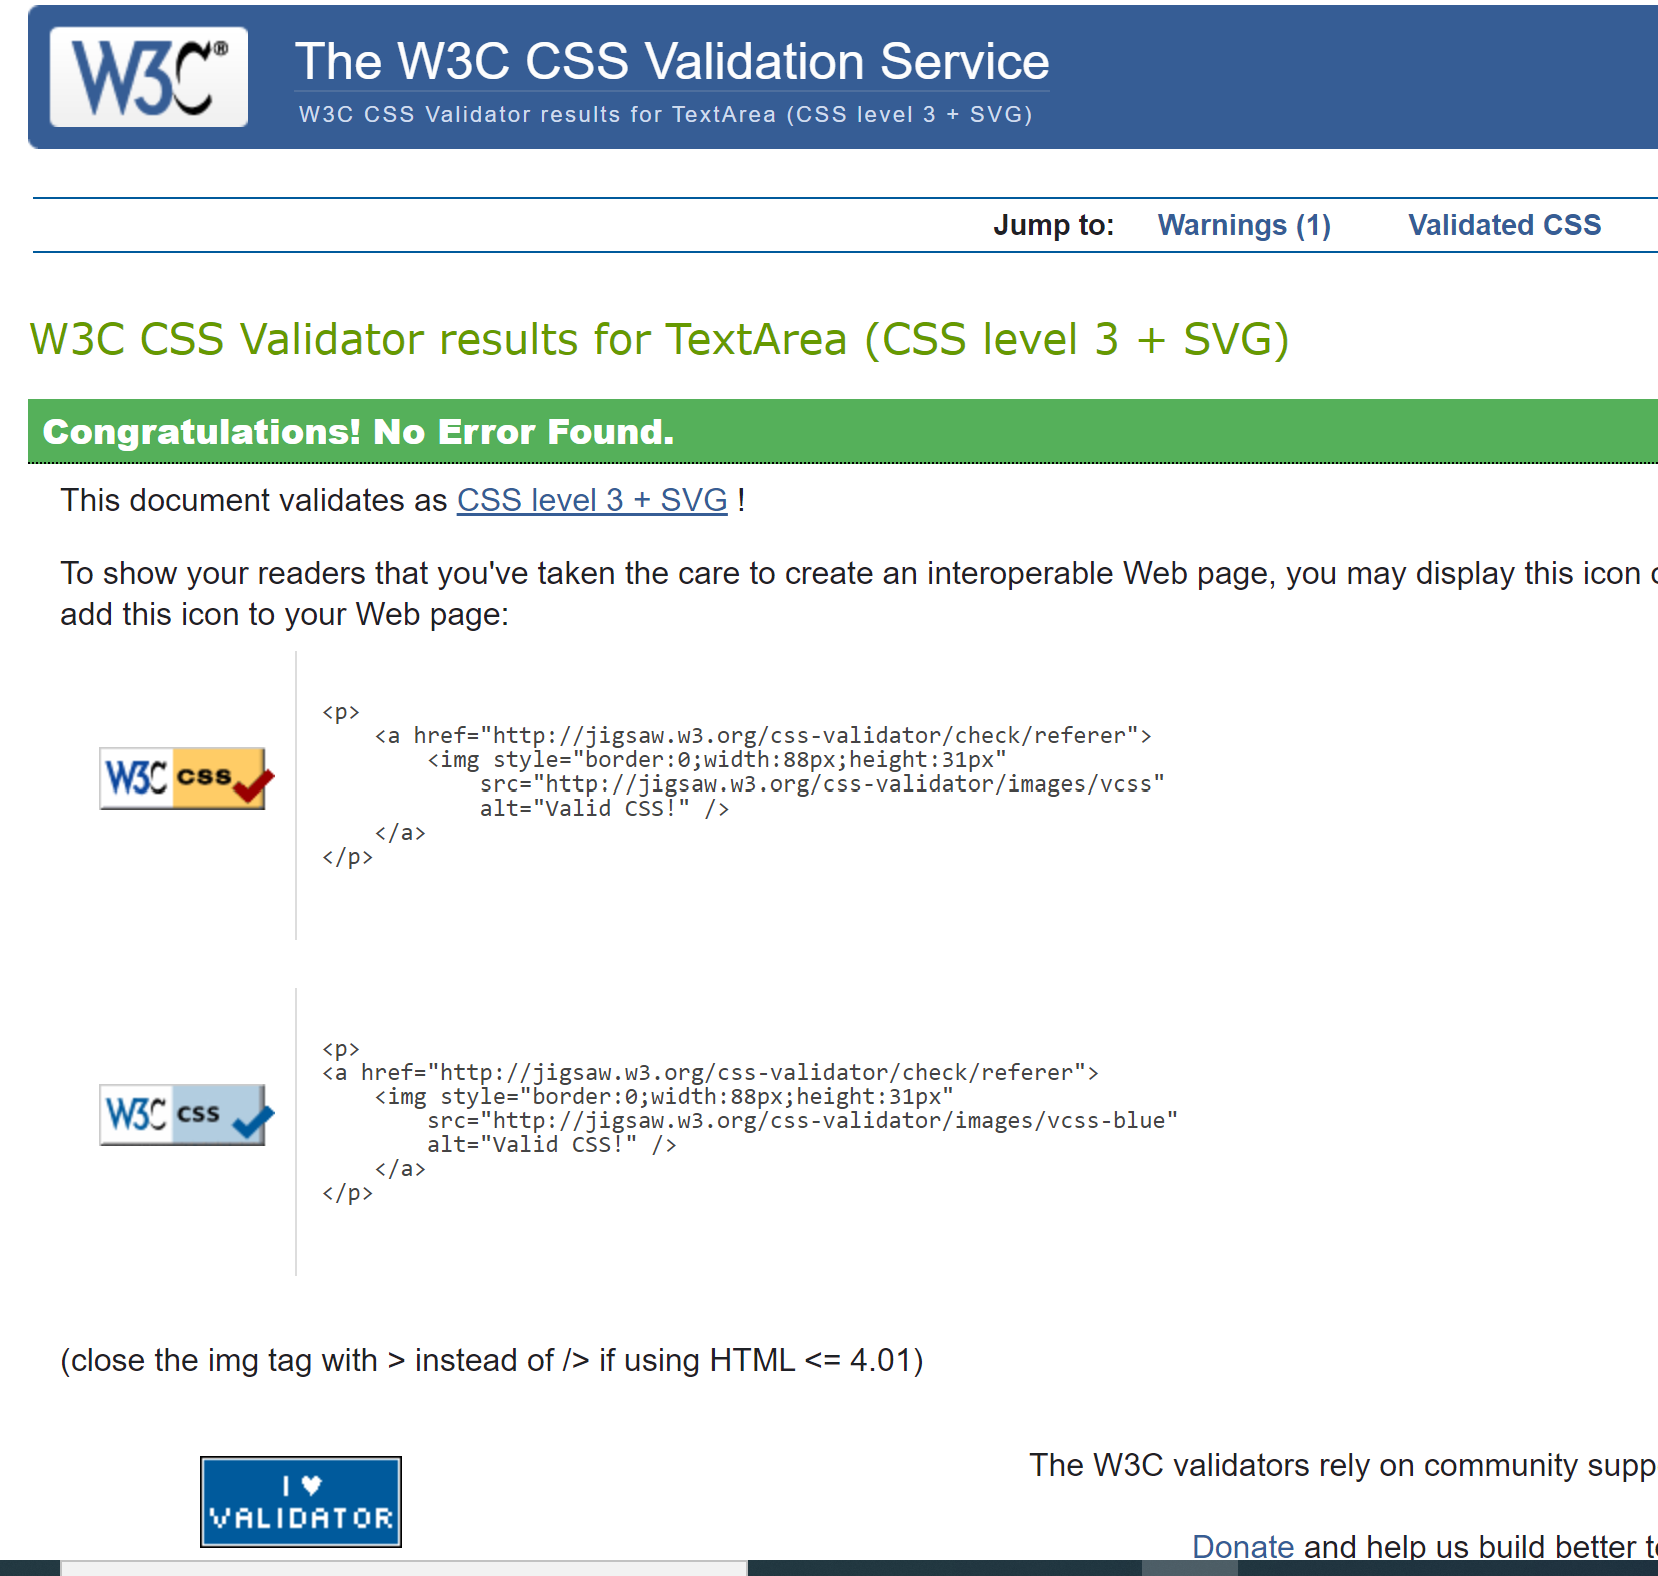 W3C®
The W3C CSS Validation Service
W3C CSS Validator results for TextArea (CSS level 3 + SVG)
Jump to: Warnings (1) Validated CSS
W3C CSS Validator results for TextArea (CSS level 3 + SVG)
Congratulations! No Error Found.
This document validates as CSS level 3 + SVG !
To show your readers that you've taken the care to create an interoperable Web page, you may display this icon
add this icon to your Web page:
W3C css
<p>
<a href="http://jigsaw.w3.org/css-validator/check/referer">
<img style="border:0;width:88px;height:31px"
src="http://jigsaw.w3.org/css-validator/images/vcss"
alt="Valid CSS!" />
</a>
</p>
W3C css
<p>
<a href="http://jigsaw.w3.org/css-validator/check/referer">
<img style="border:0;width:88px;height:31px"
src="http://jigsaw.w3.org/css-validator/images/vcss-blue"
alt="Valid CSS!" />
</a>
</p>
(close the img tag with > instead of /> if using HTML <= 4.01)
I ♥
VALIDATOR
The W3C validators rely on community supp
Donate and help us build better t